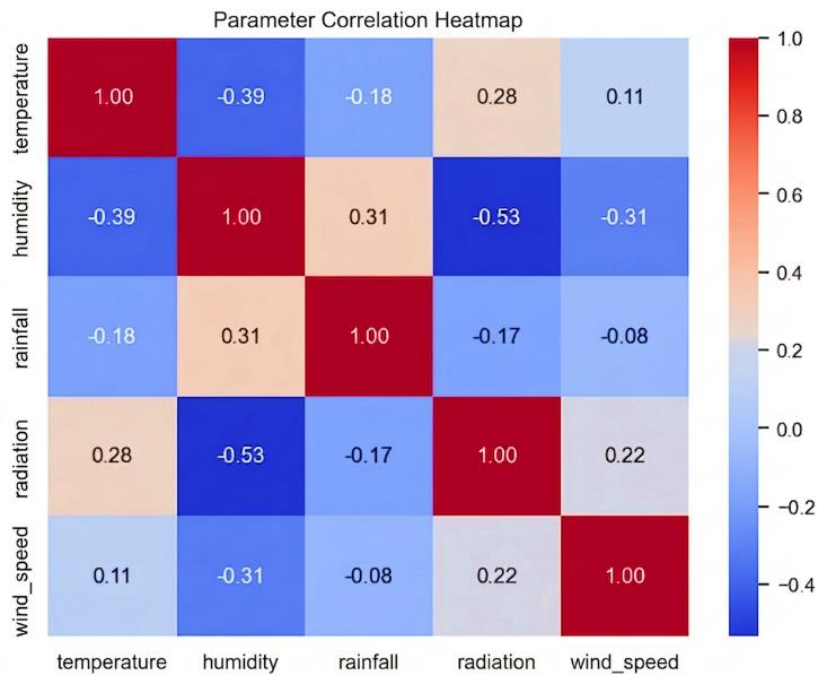 Parameter Correlation Heatmap
temperature
1.00 -0.39 -0.18 0.28 0.11
humidity
-0.39 1.00 0.31 -0.53 -0.31
rainfall
-0.18 0.31 1.00 -0.17 -0.08
radiation
0.28 -0.53 -0.17 1.00 0.22
wind_speed
0.11 -0.31 -0.08 0.22 1.00
temperature humidity rainfall radiation wind_speed
1.0
0.8
0.6
0.4
0.2
0.0
−0.2
−0.4